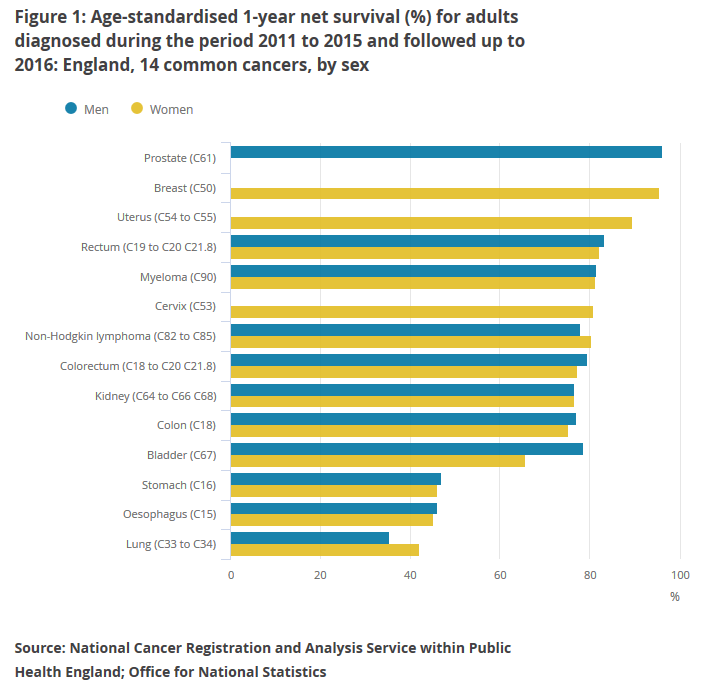 Figure 1: Age-standardised 1-year net survival (%) for adults
diagnosed during the period 2011 to 2015 and followed up to
2016: England, 14 common cancers, by sex
Men
Women
Prostate (C61)
Breast (C50)
Uterus (C54 to C55)
Rectum (C19 to C20 C21.8)
Myeloma (C90)
Cervix (C53)
Non-Hodgkin lymphoma (C82 to C85)
Colorectum (C18 to C20 C21.8)
Kidney (C64 to C66 C68)
Colon (C18)
Bladder (C67)
Stomach (C16)
Oesophagus (C15)
Lung (C33 to C34)
0 20 40 60 80 100
%
Source: National Cancer Registration and Analysis Service within Public
Health England; Office for National Statistics